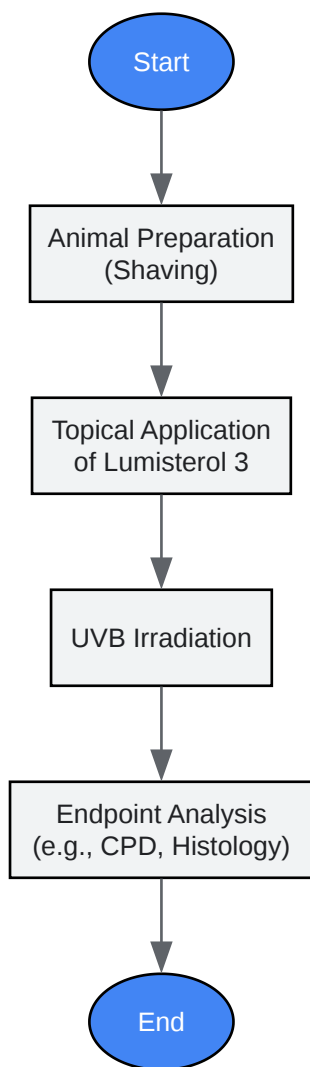 Start
Animal Preparation
(Shaving)
Topical Application
of Lumisterol 3
UVB Irradiation
Endpoint Analysis
(e.g., CPD, Histology)
End